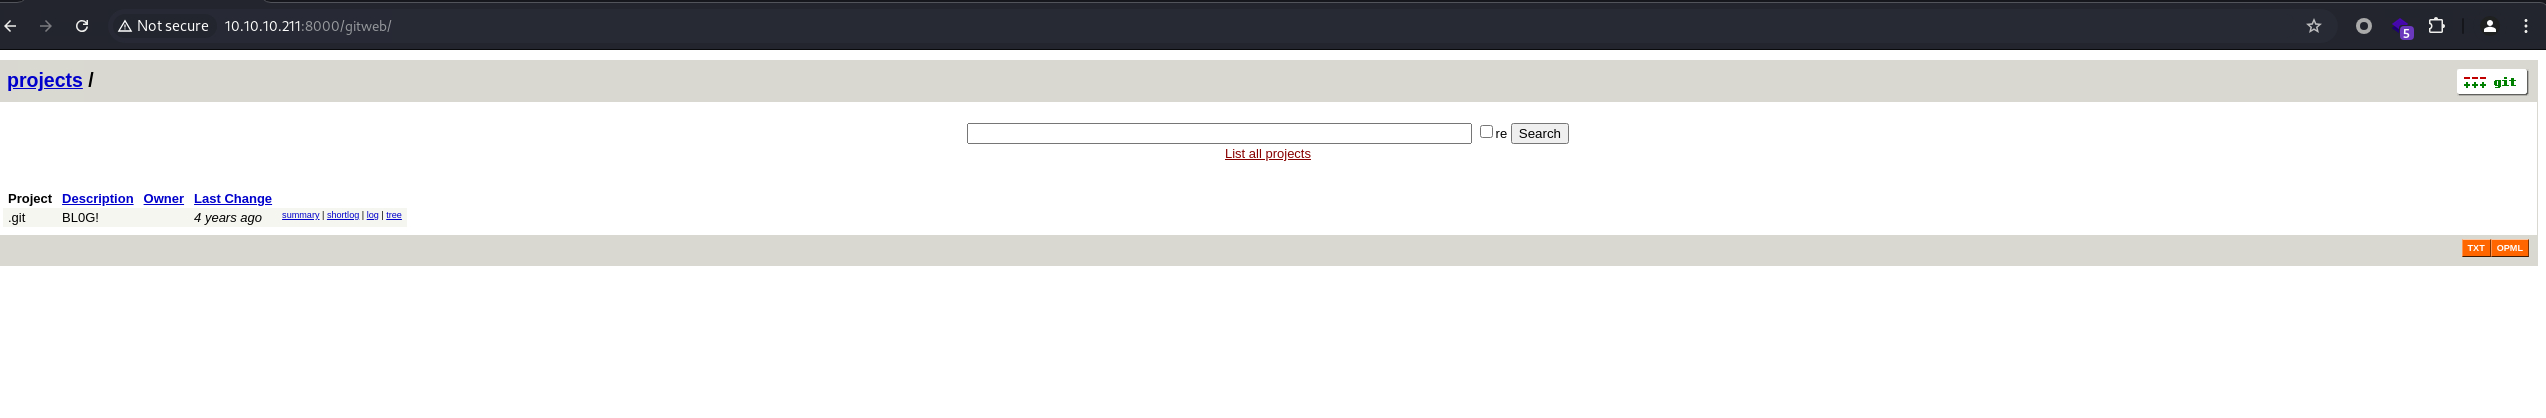 Not secure 10.10.10.211:8000/gitweb/ 5
projects / git
re Search
List all projects
Project Description Owner Last Change
.git BL0G! 4 years ago summary | shortlog | log | tree
TXT OPML